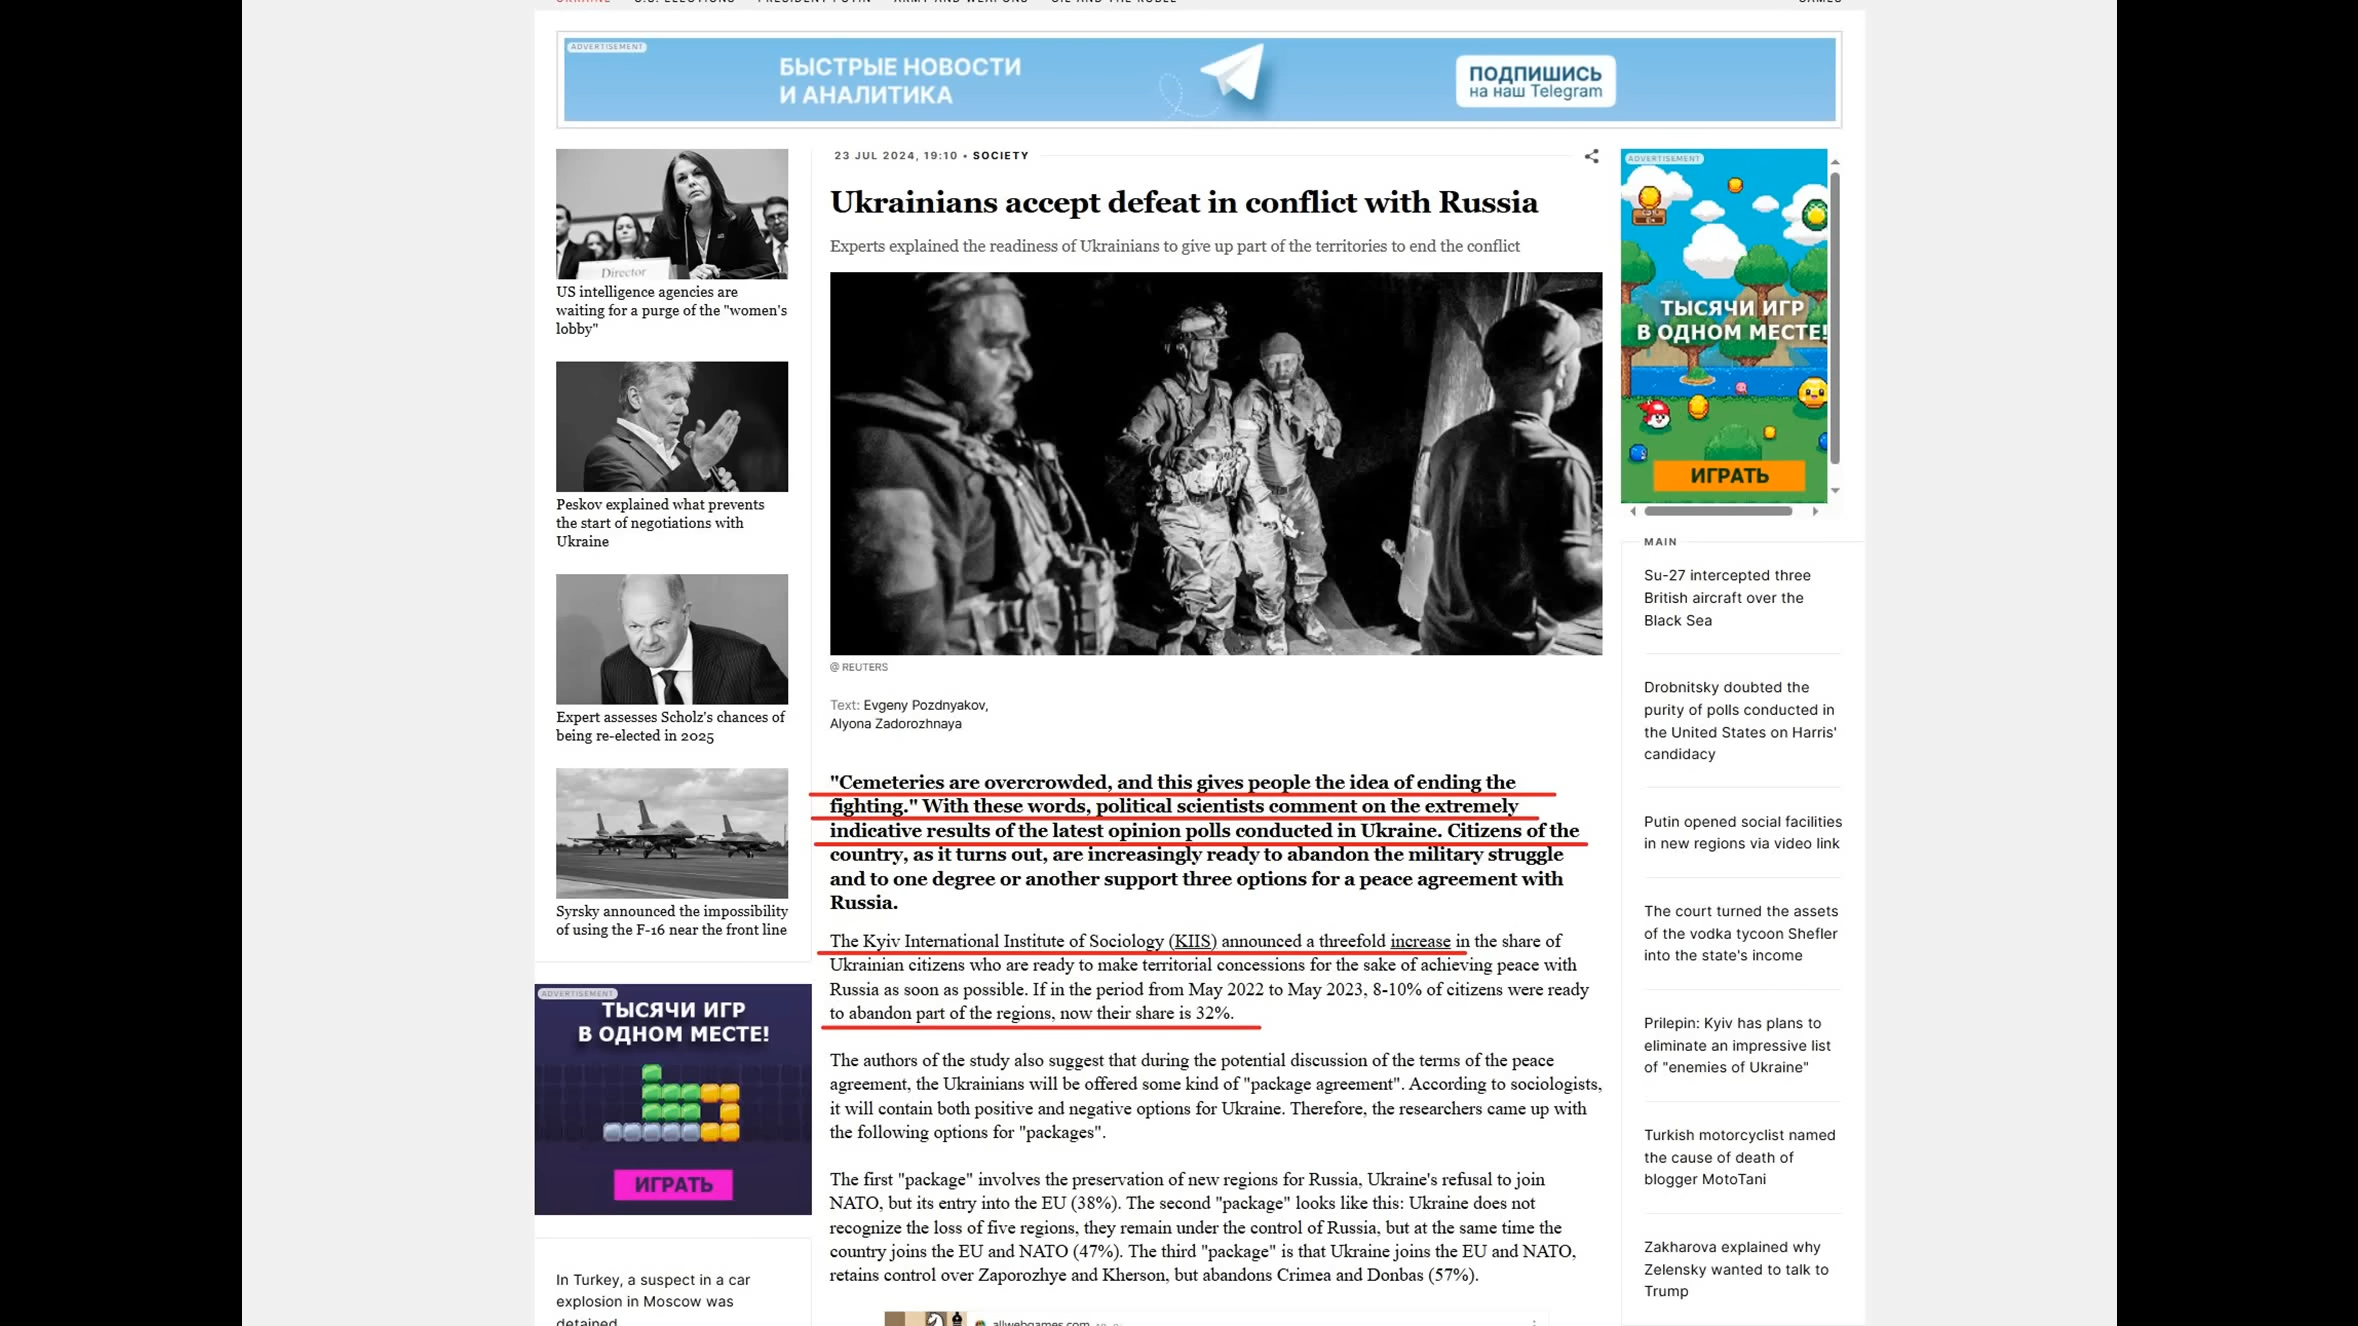 UKRAINE U.S. ELECTIONS PRESIDENT PUTIN ARMY AND WEAPONS OIL AND THE RUBLE GAMES
ADVERTISEMENT
БЫСТРЫЕ НОВОСТИ
И АНАЛИТИКА
ПОДПИШИСЬ
на наш Telegram
Director
US intelligence agencies are
waiting for a purge of the "women's
lobby"
Peskov explained what prevents
the start of negotiations with
Ukraine
Expert assesses Scholz's chances of
being re-elected in 2025
Syrsky announced the impossibility
of using the F-16 near the front line
ADVERTISEMENT
ТЫСЯЧИ ИГР
В ОДНОМ МЕСТЕ!
ИГРАТЬ
In Turkey, a suspect in a car
explosion in Moscow was
detained
23 JUL 2024, 19:10 • SOCIETY
Ukrainians accept defeat in conflict with Russia
Experts explained the readiness of Ukrainians to give up part of the territories to end the conflict
@ REUTERS
Text: Evgeny Pozdnyakov,
Alyona Zadorozhnaya
"Cemeteries are overcrowded, and this gives people the idea of ending the
fighting." With these words, political scientists comment on the extremely
indicative results of the latest opinion polls conducted in Ukraine. Citizens of the
country, as it turns out, are increasingly ready to abandon the military struggle
and to one degree or another support three options for a peace agreement with
Russia.
The Kyiv International Institute of Sociology (KIIS) announced a threefold increase in the share of
Ukrainian citizens who are ready to make territorial concessions for the sake of achieving peace with
Russia as soon as possible. If in the period from May 2022 to May 2023, 8-10% of citizens were ready
to abandon part of the regions, now their share is 32%.
The authors of the study also suggest that during the potential discussion of the terms of the peace
agreement, the Ukrainians will be offered some kind of "package agreement". According to sociologists,
it will contain both positive and negative options for Ukraine. Therefore, the researchers came up with
the following options for "packages".
The first "package" involves the preservation of new regions for Russia, Ukraine's refusal to join
NATO, but its entry into the EU (38%). The second "package" looks like this: Ukraine does not
recognize the loss of five regions, they remain under the control of Russia, but at the same time the
country joins the EU and NATO (47%). The third "package" is that Ukraine joins the EU and NATO,
retains control over Zaporozhye and Kherson, but abandons Crimea and Donbas (57%).
allwebgames.com
ADVERTISEMENT
ТЫСЯЧИ ИГР
В ОДНОМ МЕСТЕ!
ИГРАТЬ
MAIN
Su-27 intercepted three
British aircraft over the
Black Sea
Drobnitsky doubted the
purity of polls conducted in
the United States on Harris'
candidacy
Putin opened social facilities
in new regions via video link
The court turned the assets
of the vodka tycoon Shefler
into the state's income
Prilepin: Kyiv has plans to
eliminate an impressive list
of "enemies of Ukraine"
Turkish motorcyclist named
the cause of death of
blogger MotoTani
Zakharova explained why
Zelensky wanted to talk to
Trump